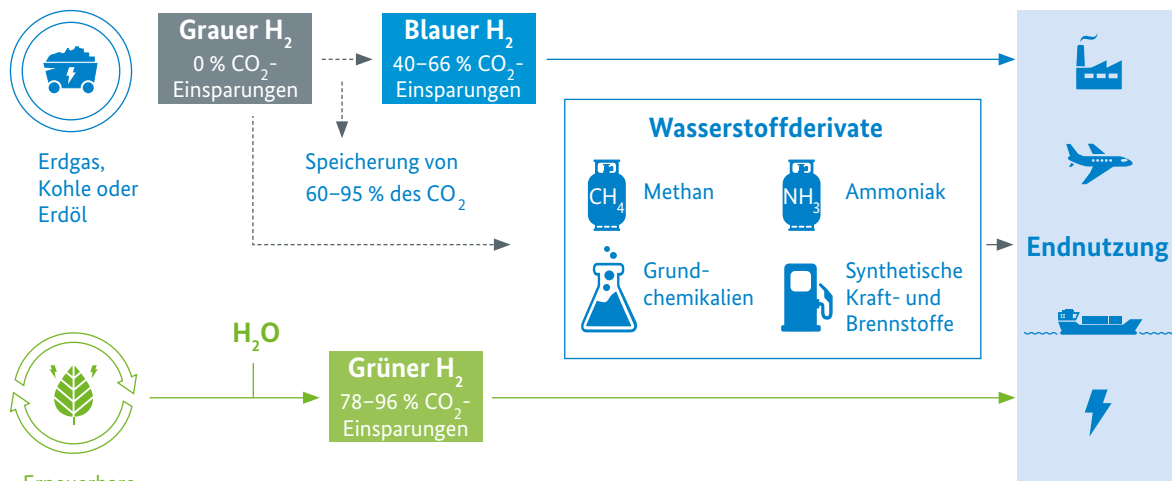 Grauer H₂
0 % CO₂-
Einsparungen
Blauer H₂
40–66 % CO₂-
Einsparungen
Erdgas,
Kohle oder
Erdöl
Speicherung von
60–95 % des CO₂
Wasserstoffderivate
CH₄
Methan
NH₃
Ammoniak
Grund-
chemikalien
Synthetische
Kraft- und
Brennstoffe
Endnutzung
H₂O
Grüner H₂
78–96 % CO₂-
Einsparungen